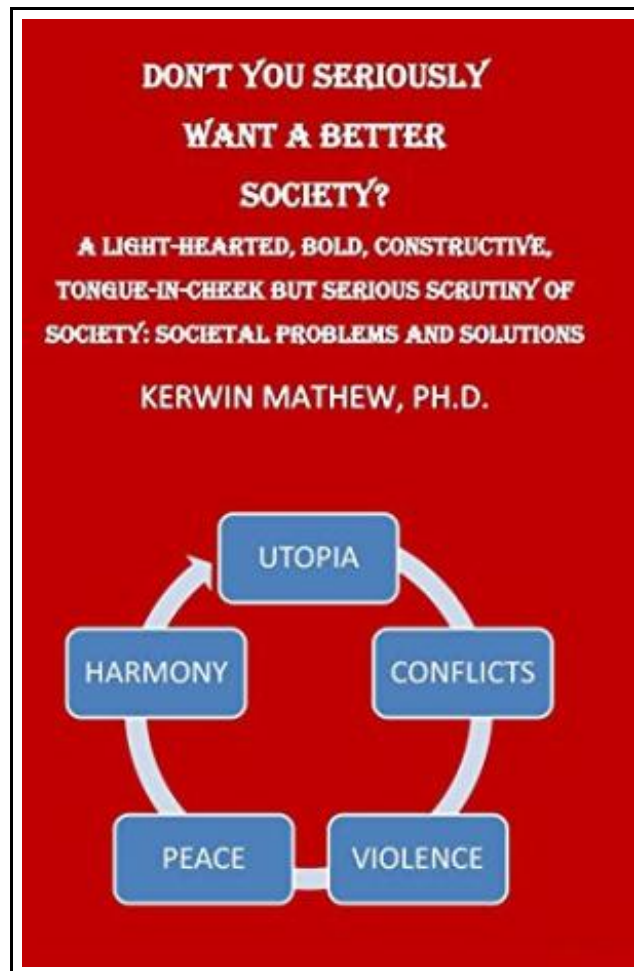 DON'T YOU SERIOUSLY
WANT A BETTER
SOCIETY?
A LIGHT-HEARTED, BOLD, CONSTRUCTIVE,
TONGUE-IN-CHEEK BUT SERIOUS SCRUTINY OF
SOCIETY: SOCIETAL PROBLEMS AND SOLUTIONS
KERWIN MATHEW, PH.D.
UTOPIA
HARMONY
CONFLICTS
PEACE
VIOLENCE